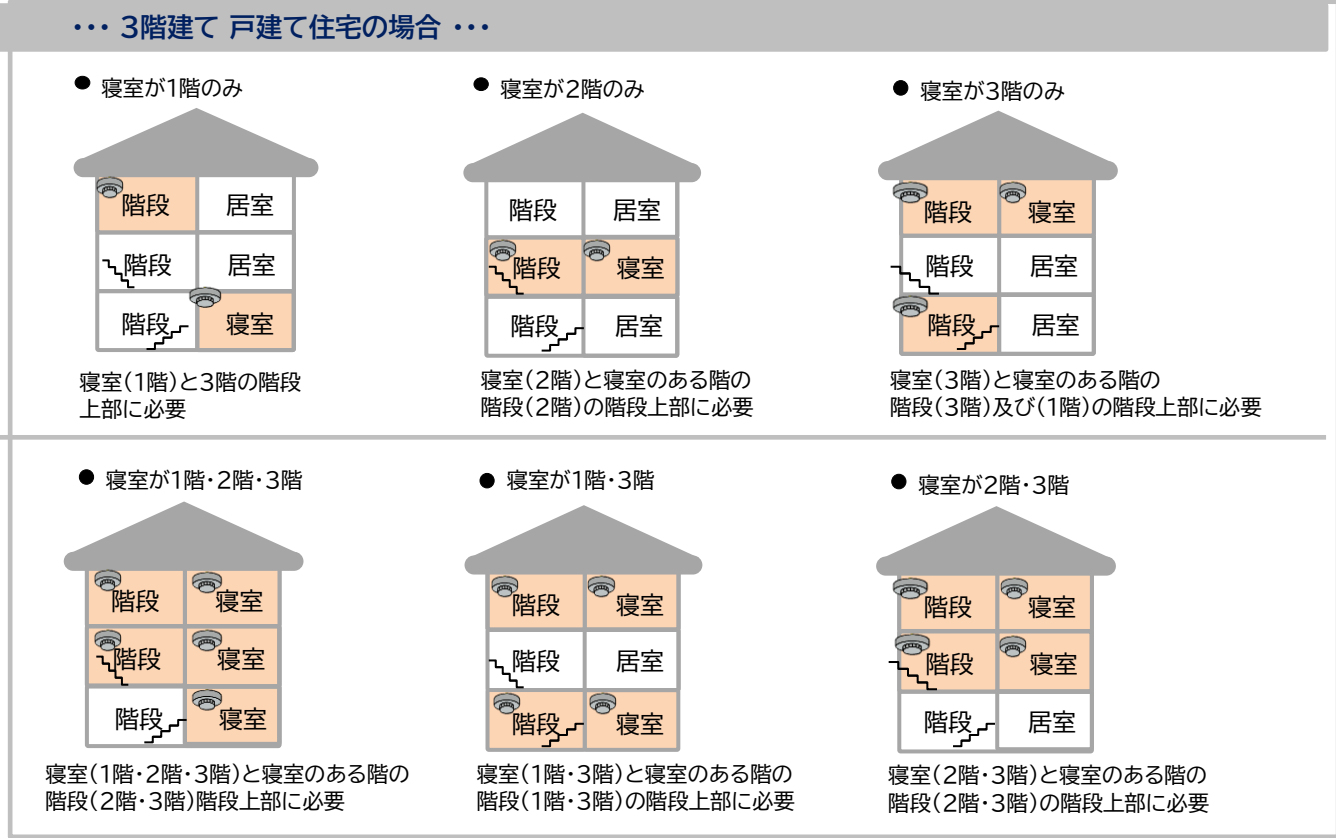 ・・・ 3階建て 戸建て住宅の場合 ・・・
● 寝室が1階のみ
階段 居室
階段 居室
階段 寝室
寝室(1階)と3階の階段
上部に必要
● 寝室が2階のみ
階段 居室
階段 寝室
階段 居室
寝室(2階)と寝室のある階の
階段(2階)の階段上部に必要
● 寝室が3階のみ
階段 寝室
階段 居室
階段 居室
寝室(3階)と寝室のある階の
階段(3階)及び(1階)の階段上部に必要
● 寝室が1階・2階・3階
階段 寝室
階段 寝室
階段 寝室
寝室(1階・2階・3階)と寝室のある階の
階段(2階・3階)階段上部に必要
● 寝室が1階・3階
階段 寝室
階段 居室
階段 寝室
寝室(1階・3階)と寝室のある階の
階段(1階・3階)の階段上部に必要
● 寝室が2階・3階
階段 寝室
階段 寝室
階段 居室
寝室(2階・3階)と寝室のある階の
階段(2階・3階)の階段上部に必要